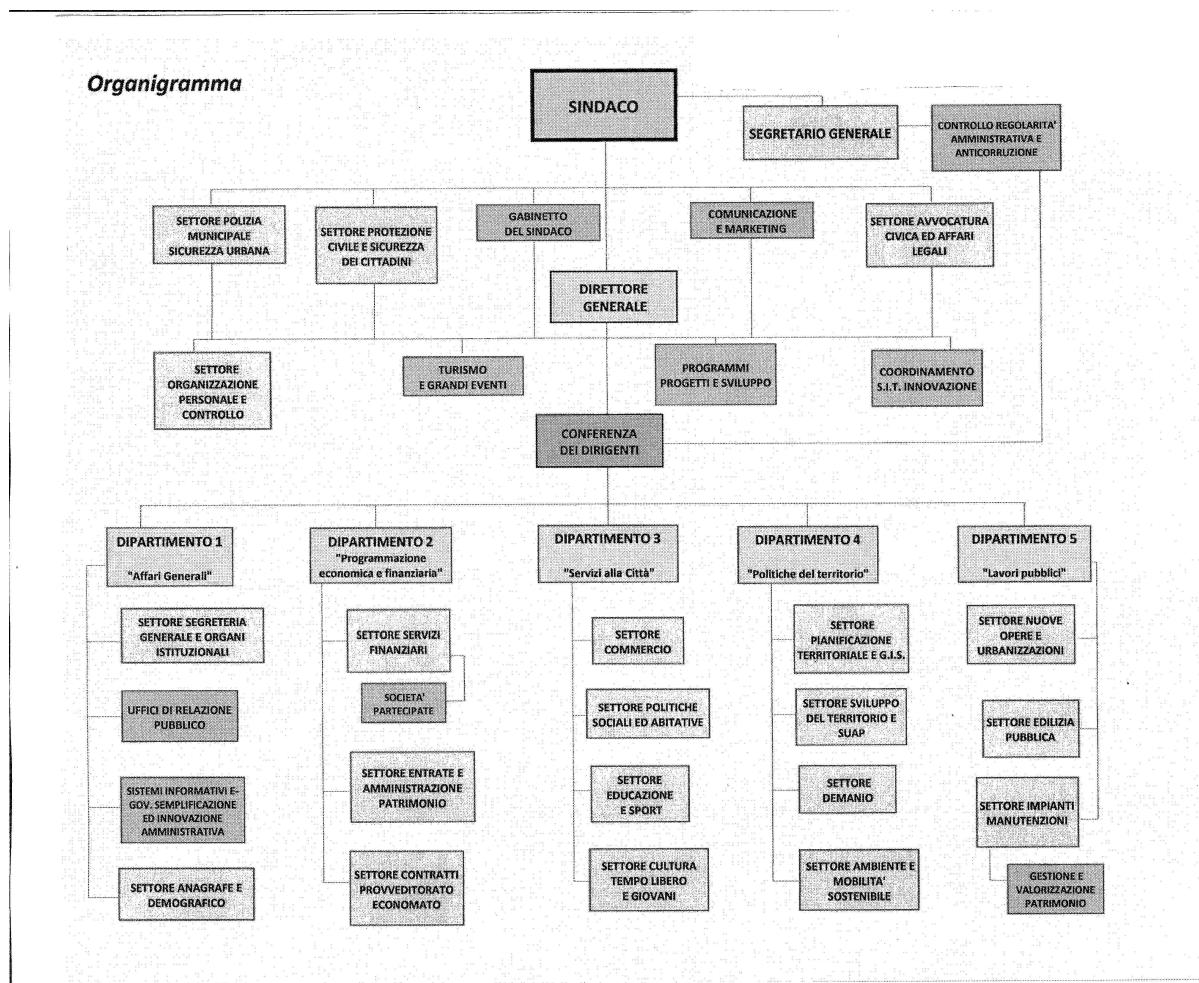 Organigramma
SINDACO
SEGRETARIO GENERALE
CONTROLLO REGOLARITA'
AMMINISTRATIVA E
ANTICORRUZIONE
SETTORE POLIZIA
MUNICIPALE
SICUREZZA URBANA
SETTORE PROTEZIONE
CIVILE E SICUREZZA
DEI CITTADINI
GABINETTO
DEL SINDACO
COMUNICAZIONE
E MARKETING
SETTORE AVVOCATURA
CIVICA ED AFFARI
LEGALI
DIRETTORE
GENERALE
SETTORE
ORGANIZZAZIONE
PERSONALE E
CONTROLLO
TURISMO
E GRANDI EVENTI
PROGRAMMI
PROGETTI E SVILUPPO
COORDINAMENTO
S.I.T. INNOVAZIONE
CONFERENZA
DEI DIRIGENTI
DIPARTIMENTO 1
"Affari Generali"
SETTORE SEGRETERIA
GENERALE E ORGANI
ISTITUZIONALI
UFFICI DI RELAZIONE
PUBBLICO
SISTEMI INFORMATIVI E-
GOV. SEMPLIFICAZIONE
ED INNOVAZIONE
AMMINISTRATIVA
SETTORE ANAGRAFE E
DEMOGRAFICO
DIPARTIMENTO 2
"Programmazione
economica e finanziaria"
SETTORE SERVIZI
FINANZIARI
SOCIETA'
PARTECIPATE
SETTORE ENTRATE E
AMMINISTRAZIONE
PATRIMONIO
SETTORE CONTRATTI
PROVVEDITORATO
ECONOMATO
DIPARTIMENTO 3
"Servizi alla Città"
SETTORE
COMMERCIO
SETTORE POLITICHE
SOCIALI ED ABITATIVE
SETTORE
EDUCAZIONE
E SPORT
SETTORE CULTURA
TEMPO LIBERO
E GIOVANI
DIPARTIMENTO 4
"Politiche del territorio"
SETTORE
PIANIFICAZIONE
TERRITORIALE E G.I.S.
SETTORE SVILUPPO
DEL TERRITORIO E
SUAP
SETTORE
DEMANIO
SETTORE AMBIENTE E
MOBILITA'
SOSTENIBILE
DIPARTIMENTO 5
"Lavori pubblici"
SETTORE NUOVE
OPERE E
URBANIZZAZIONI
SETTORE EDILIZIA
PUBBLICA
SETTORE IMPIANTI
MANUTENZIONI
GESTIONE E
VALORIZZAZIONE
PATRIMONIO